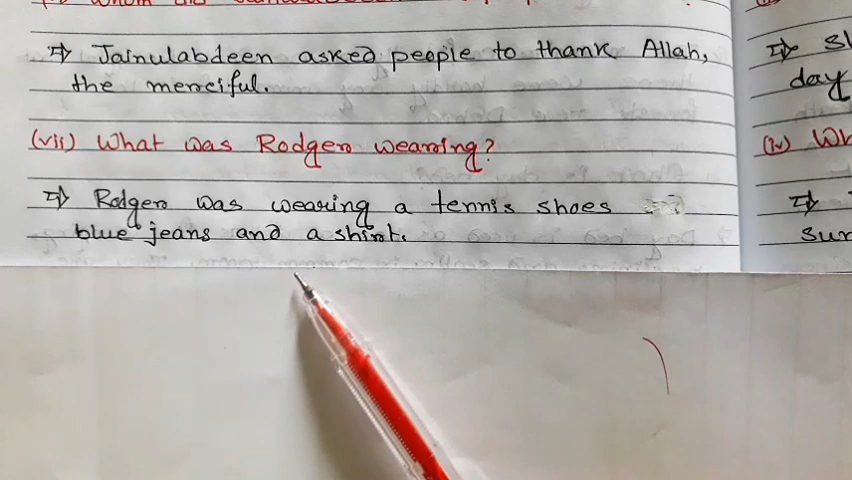 ⇒ Jainulabdeen asked people to thank Allah,
the merciful.
(vii) What was Rodger wearing?
⇒ Rodger was wearing a tennis shoes
blue jeans and a shirt.
⇒
day
(iv) Wh
⇒
Sur